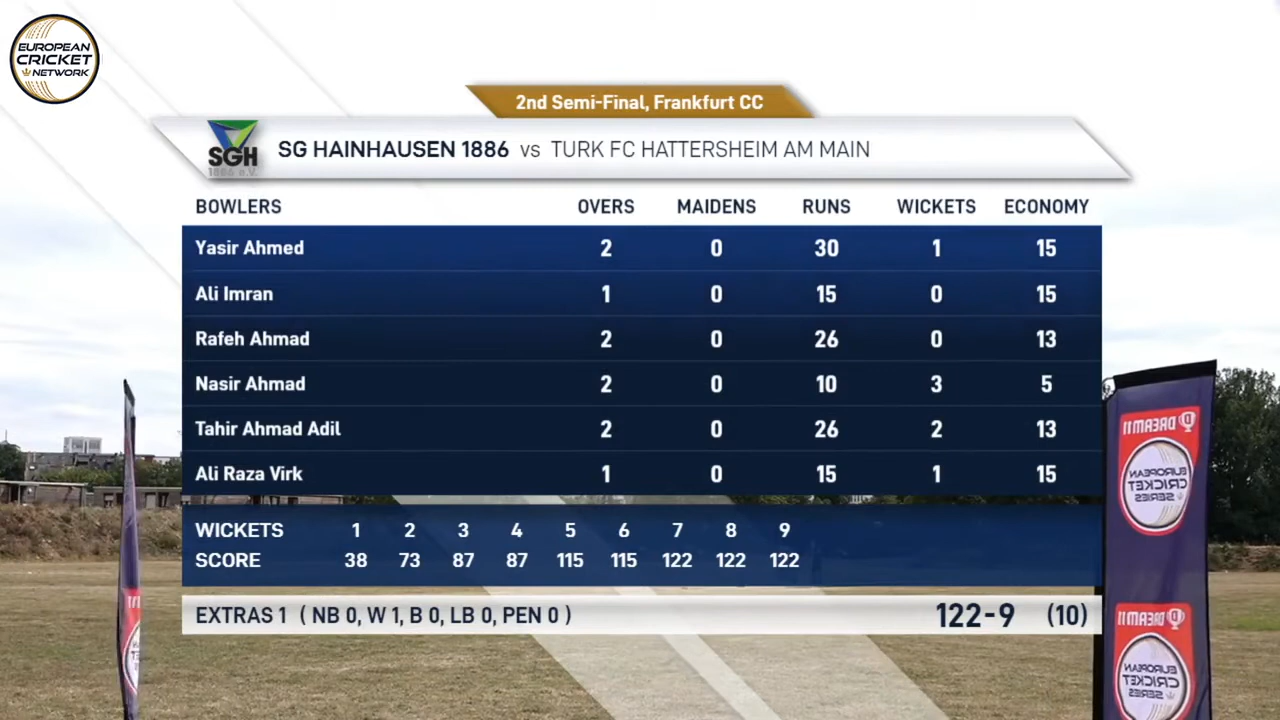 EUROPEAN
CRICKET
NETWORK
2nd Semi-Final, Frankfurt CC
SGH
1886 e.V.
SG HAINHAUSEN 1886 vs TURK FC HATTERSHEIM AM MAIN
BOWLERS OVERS MAIDENS RUNS WICKETS ECONOMY
Yasir Ahmed 2 0 30 1 15
Ali Imran 1 0 15 0 15
Rafeh Ahmad 2 0 26 0 13
Nasir Ahmad 2 0 10 3 5
Tahir Ahmad Adil 2 0 26 2 13
Ali Raza Virk 1 0 15 1 15
WICKETS 1 2 3 4 5 6 7 8 9
SCORE 38 73 87 87 115 115 122 122 122
EXTRAS 1 ( NB 0, W 1, B 0, LB 0, PEN 0 ) 122-9 (10)
DREAM11
EUROPEAN
CRICKET
SERIES
DREAM11
EUROPEAN
CRICKET
SERIES